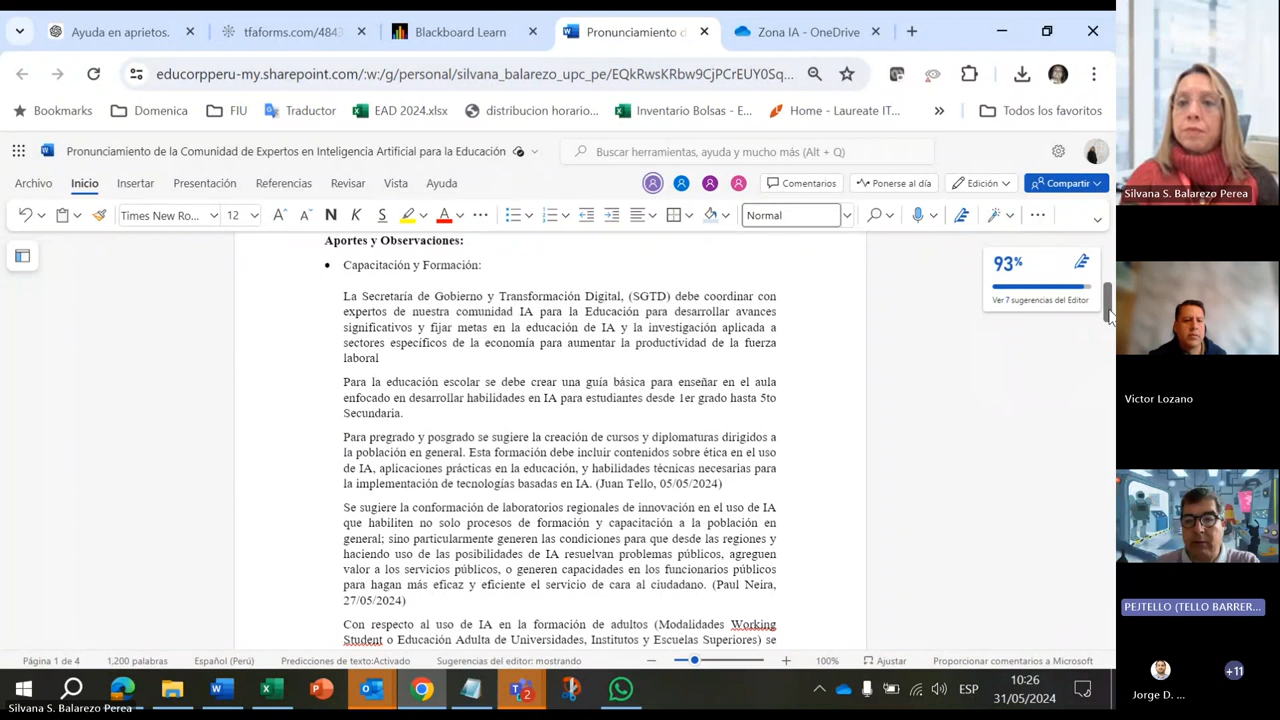 Ayuda en aprietos.
tfaforms.com/4843
Blackboard Learn
Pronunciamiento d
Zona IA - OneDrive
educorpperu-my.sharepoint.com/:w:/g/personal/silvana_balarezo_upc_pe/EQkRwsKRbw9CjPCrEUY0Sq...
Bookmarks
Domenica
FIU
Traductor
EAD 2024.xlsx
distribucion horario...
Inventario Bolsas - E...
Home - Laureate IT...
Todos los favoritos
Pronunciamiento de la Comunidad de Expertos en Inteligencia Artificial para la Educación
Buscar herramientas, ayuda y mucho más (Alt + Q)
Silvana S. Balarezo Perea
Archivo Inicio Insertar Presentación Referencias Revisar Vista Ayuda
Comentarios
Ponerse al día
Edición
Compartir
Times New Ro...
12
N K S
Normal
Aportes y Observaciones:
93%
Ver 7 sugerencias del Editor
• Capacitación y Formación:
La Secretaría de Gobierno y Transformación Digital, (SGTD) debe coordinar con
expertos de nuestra comunidad IA para la Educación para desarrollar avances
significativos y fijar metas en la educación de IA y la investigación aplicada a
sectores específicos de la economía para aumentar la productividad de la fuerza
laboral
Para la educación escolar se debe crear una guía básica para enseñar en el aula
enfocado en desarrollar habilidades en IA para estudiantes desde 1er grado hasta 5to
Secundaria.
Para pregrado y posgrado se sugiere la creación de cursos y diplomaturas dirigidos a
la población en general. Esta formación debe incluir contenidos sobre ética en el uso
de IA, aplicaciones prácticas en la educación, y habilidades técnicas necesarias para
la implementación de tecnologías basadas en IA. (Juan Tello, 05/05/2024)
Se sugiere la conformación de laboratorios regionales de innovación en el uso de IA
que habiliten no solo procesos de formación y capacitación a la población en
general; sino particularmente generen las condiciones para que desde las regiones y
haciendo uso de las posibilidades de IA resuelvan problemas públicos, agreguen
valor a los servicios públicos, o generen capacidades en los funcionarios públicos
para hagan más eficaz y eficiente el servicio de cara al ciudadano. (Paul Neira,
27/05/2024)
Con respecto al uso de IA en la formación de adultos (Modalidades Working
Student o Educación Adulta de Universidades, Institutos y Escuelas Superiores) se
Victor Lozano
PEJTELLO (TELLO BARRER...
Jorge D. ...
+11
Página 1 de 4
1,200 palabras
Español (Perú)
Predicciones de texto:Activado
Sugerencias del editor: mostrando
100%
Ajustar
Proporcionar comentarios a Microsoft
2
ESP
10:26
31/05/2024
Silvana S. Balarezo Perea